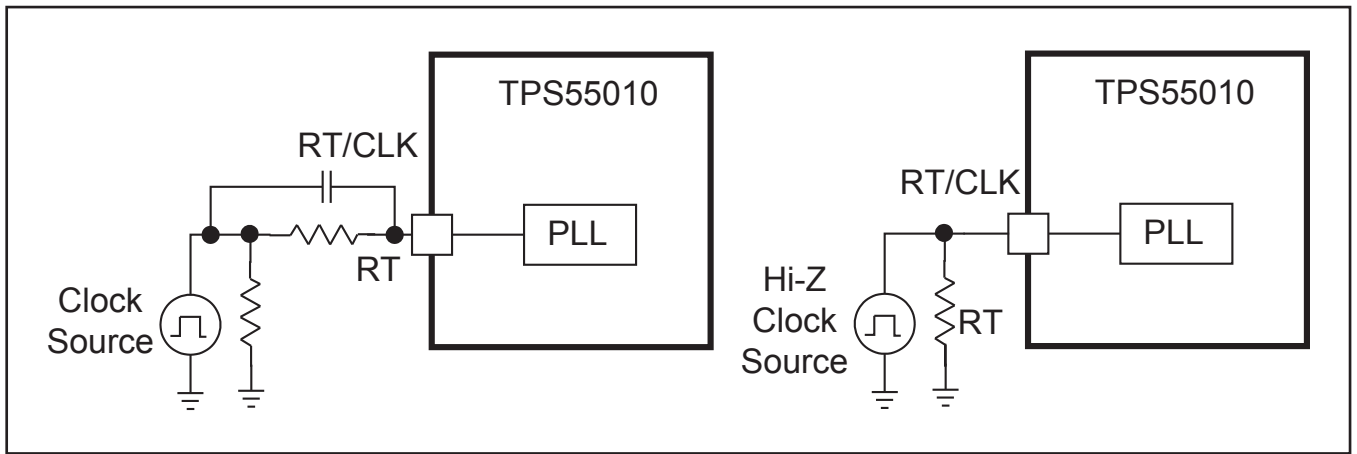 TPS55010
RT/CLK
PLL
RT
Clock
Source
TPS55010
RT/CLK
PLL
Hi-Z
Clock
Source
RT